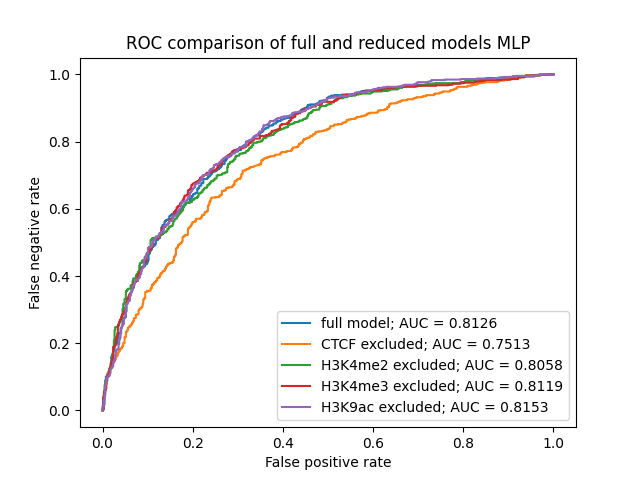 ROC comparison of full and reduced models MLP
False negative rate
1.0
0.8
0.6
0.4
0.2
0.0
full model; AUC = 0.8126
CTCF excluded; AUC = 0.7513
H3K4me2 excluded; AUC = 0.8058
H3K4me3 excluded; AUC = 0.8119
H3K9ac excluded; AUC = 0.8153
0.0 0.2 0.4 0.6 0.8 1.0
False positive rate